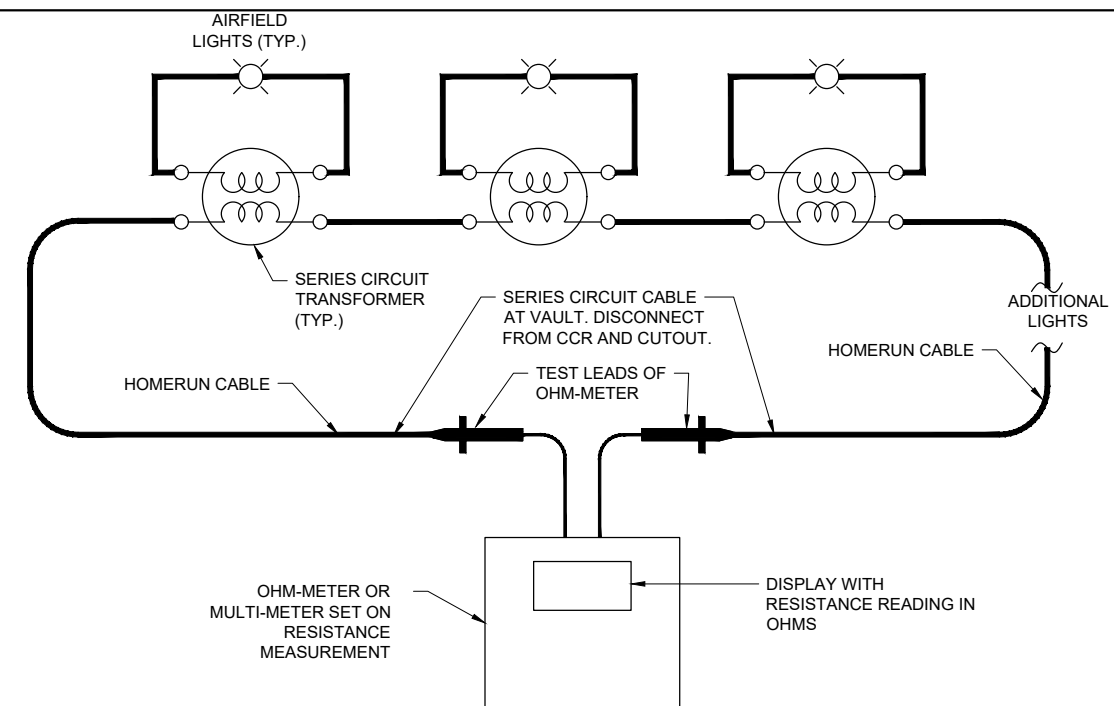 AIRFIELD
LIGHTS (TYP.)
SERIES CIRCUIT
TRANSFORMER
(TYP.)
SERIES CIRCUIT CABLE
AT VAULT. DISCONNECT
FROM CCR AND CUTOUT.
ADDITIONAL
LIGHTS
HOMERUN CABLE
HOMERUN CABLE
TEST LEADS OF
OHM-METER
OHM-METER OR
MULTI-METER SET ON
RESISTANCE
MEASUREMENT
DISPLAY WITH
RESISTANCE READING IN
OHMS